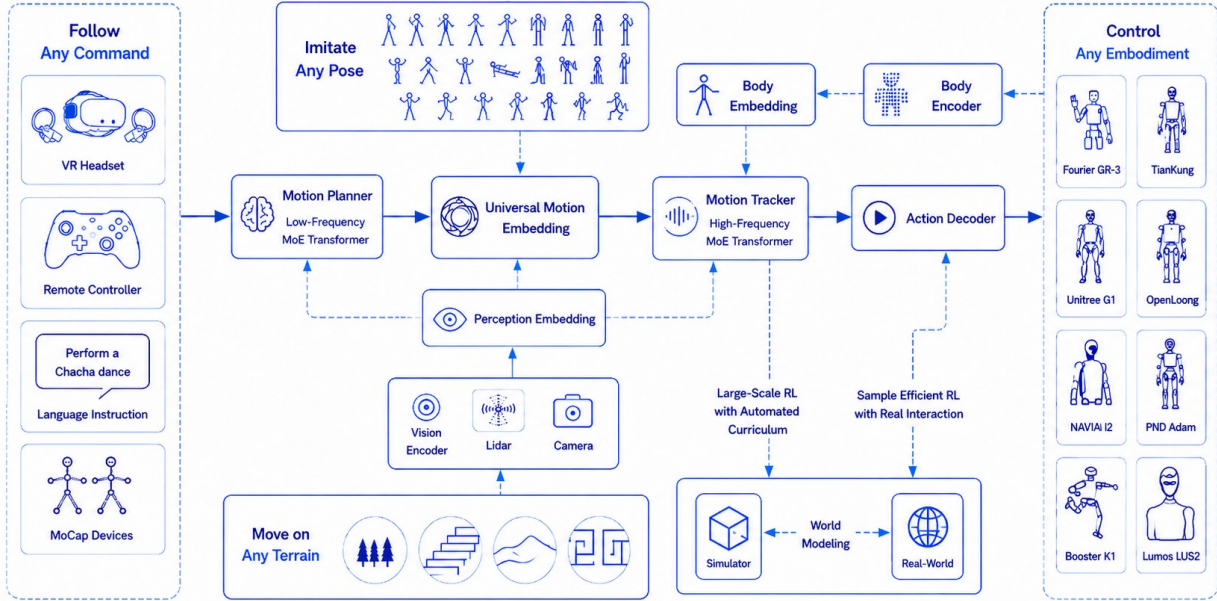 Follow
Any Command
VR Headset
Remote Controller
Perform a
Chacha dance
Language Instruction
MoCap Devices
Imitate
Any Pose
Body
Embedding
Body
Encoder
Motion Planner
Low-Frequency
MoE Transformer
Universal Motion
Embedding
Motion Tracker
High-Frequency
MoE Transformer
Action Decoder
Perception Embedding
Vision
Encoder
Lidar
Camera
Move on
Any Terrain
Large-Scale RL
with Automated
Curriculum
Sample Efficient RL
with Real Interaction
Simulator
World
Modeling
Real-World
Control
Any Embodiment
Fourier GR-3
TianKung
Unitree G1
OpenLoong
NAVIAI I2
PND Adam
Booster K1
Lumos LUS2